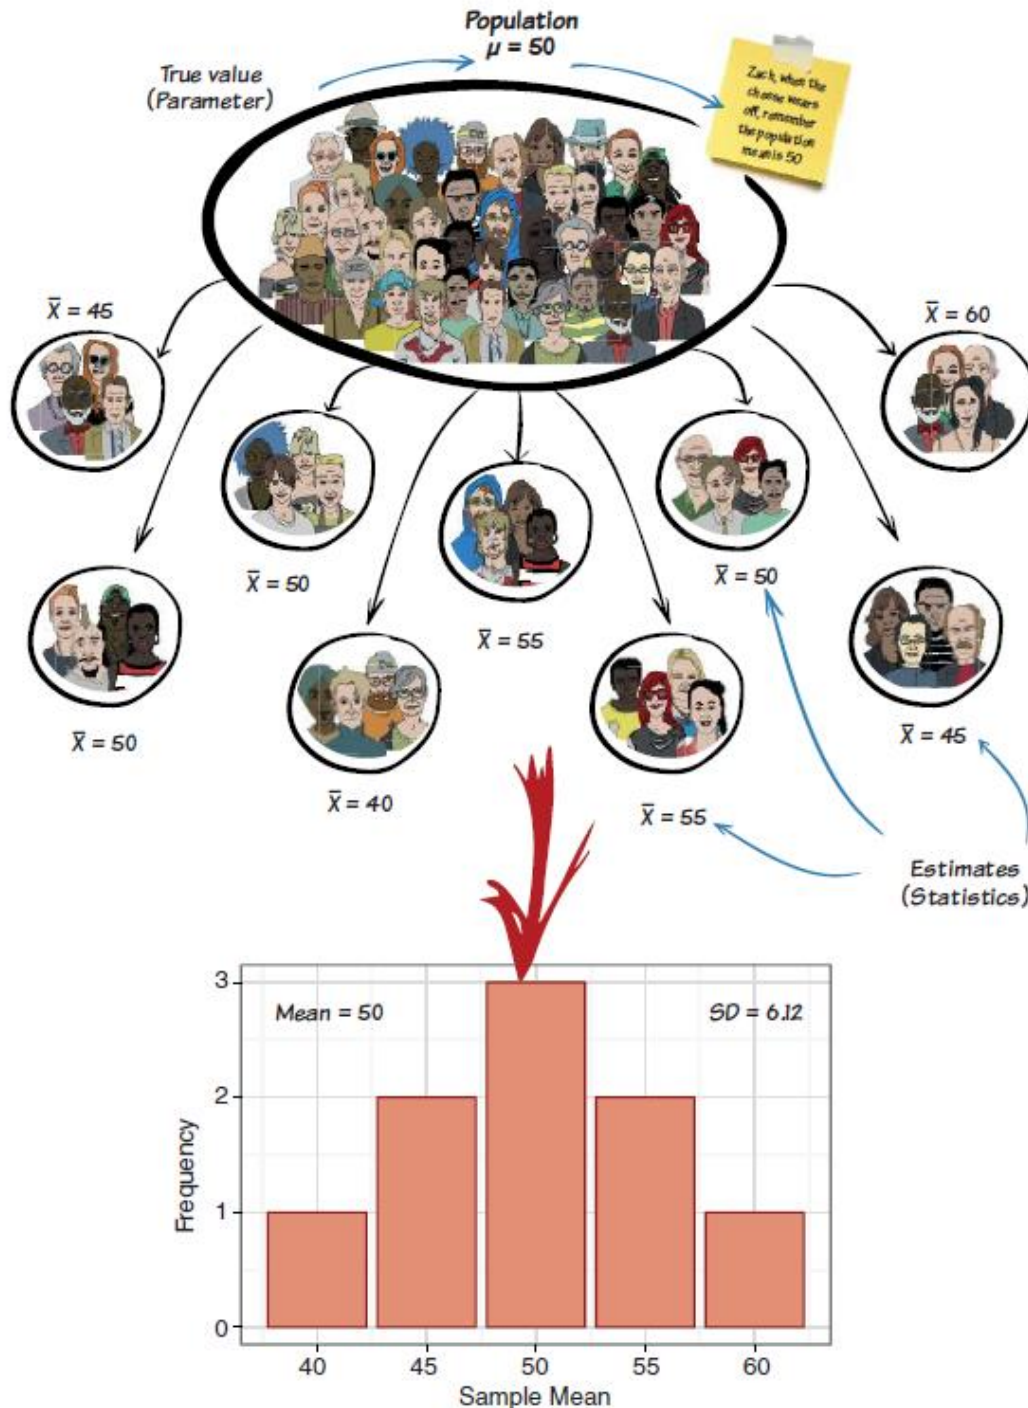 Population
μ = 50
True value
(Parameter)
Zach, when the
cheese wears
off, remember
the population
mean is 50
X̄ = 45
X̄ = 60
X̄ = 50
X̄ = 50
X̄ = 55
X̄ = 50
X̄ = 45
X̄ = 40
X̄ = 55
Estimates
(Statistics)
Mean = 50
SD = 6.12
Frequency
3
2
1
0
40 45 50 55 60
Sample Mean